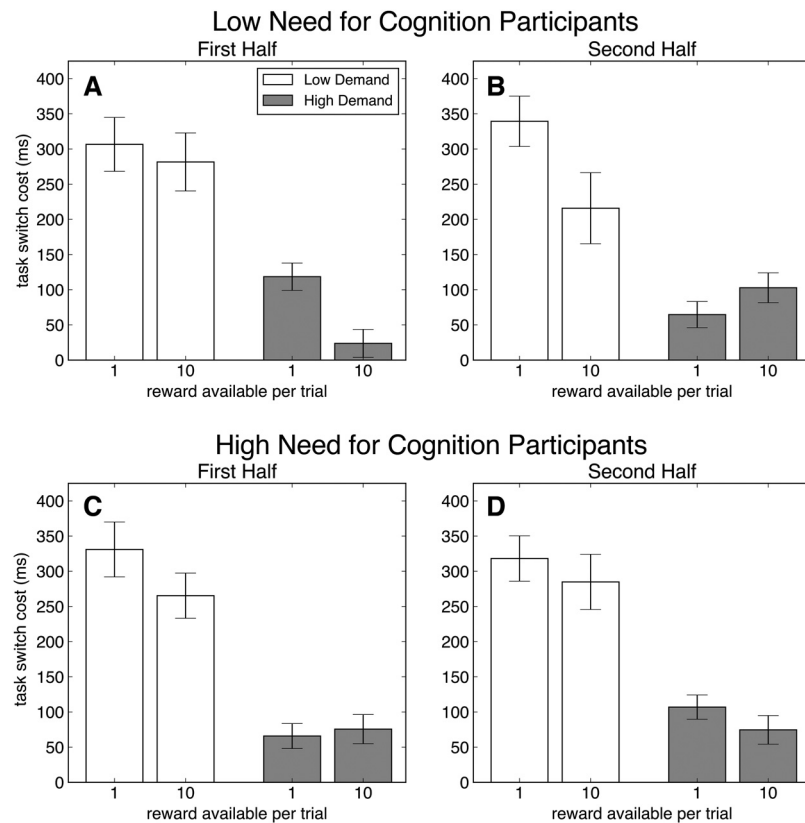 Low Need for Cognition Participants
First Half
Second Half
A
Low Demand
High Demand
B
task switch cost (ms)
400
350
300
250
200
150
100
50
0
400
350
300
250
200
150
100
50
0
1 10 1 10
1 10 1 10
reward available per trial
reward available per trial
High Need for Cognition Participants
First Half
Second Half
C
D
task switch cost (ms)
400
350
300
250
200
150
100
50
0
400
350
300
250
200
150
100
50
0
1 10 1 10
1 10 1 10
reward available per trial
reward available per trial